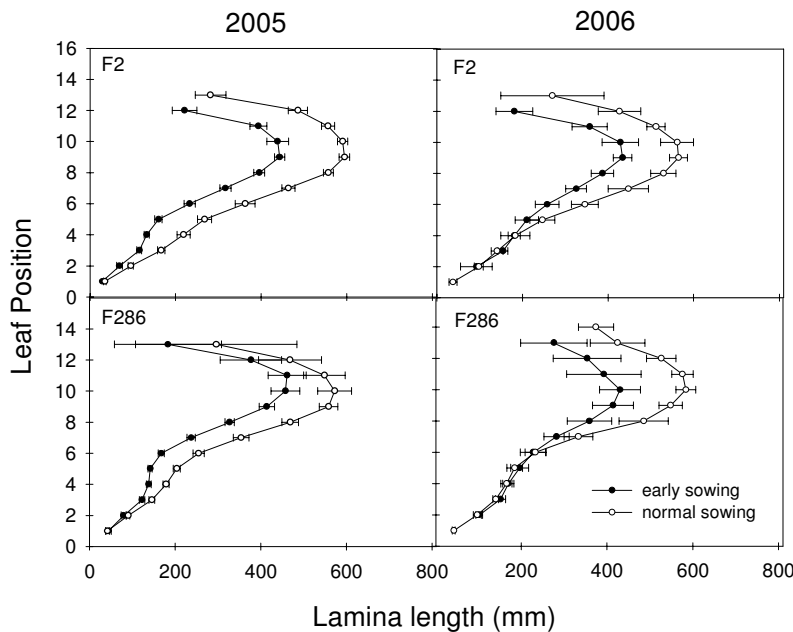 2005 2006
F2 F2
16
14
12
10
8
6
4
2
0
F286 F286
14
12
10
8
6
4
2
0
Leaf Position
early sowing
normal sowing
0 200 400 600 800 200 400 600 800
Lamina length (mm)